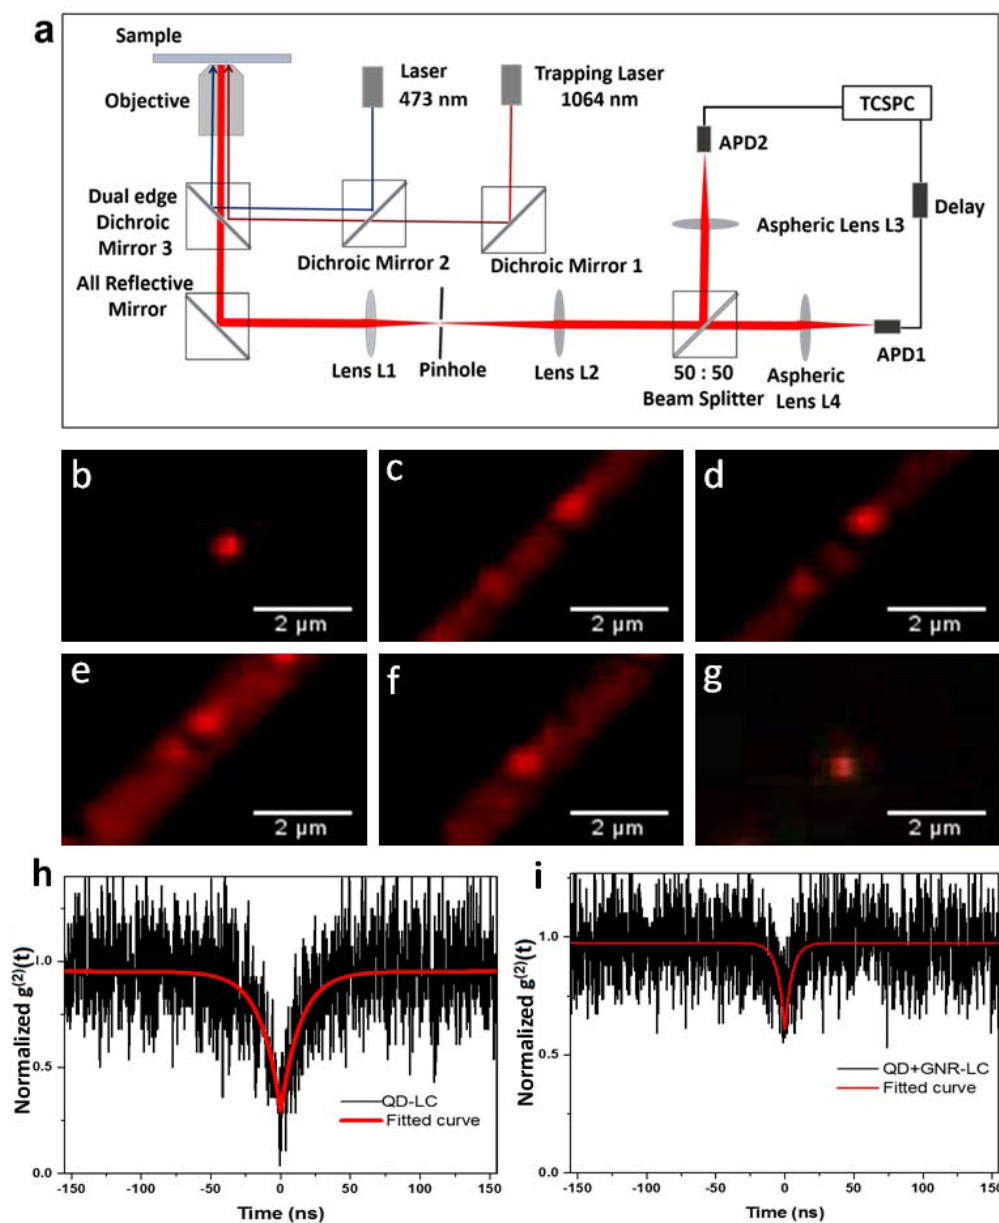 a
Sample
Objective
Laser
473 nm
Trapping Laser
1064 nm
TCSPC
APD2
Delay
Dual edge
Dichroic
Mirror 3
Aspheric Lens L3
Dichroic Mirror 2
Dichroic Mirror 1
All Reflective
Mirror
Lens L1
Pinhole
Lens L2
50 : 50
Beam Splitter
Aspheric
Lens L4
APD1
b
2 µm
c
2 µm
d
2 µm
e
2 µm
f
2 µm
g
2 µm
h
Normalized g(2)(t)
1.0
0.5
0.0
QD-LC
Fitted curve
-150 -100 -50 0 50 100 150
Time (ns)
i
Normalized g(2)(t)
1.0
0.5
0.0
QD+GNR-LC
Fitted curve
-150 -100 -50 0 50 100 150
Time (ns)